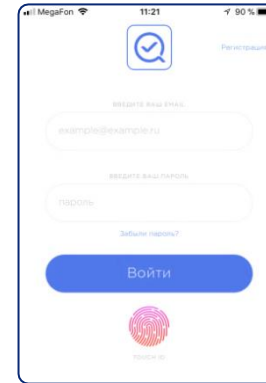 MegaFon 11:21 90 %
Регистрация
ВВЕДИТЕ ВАШ EMAIL
example@example.ru
ВВЕДИТЕ ВАШ ПАРОЛЬ
пароль
Забыли пароль?
Войти
TOUCH ID